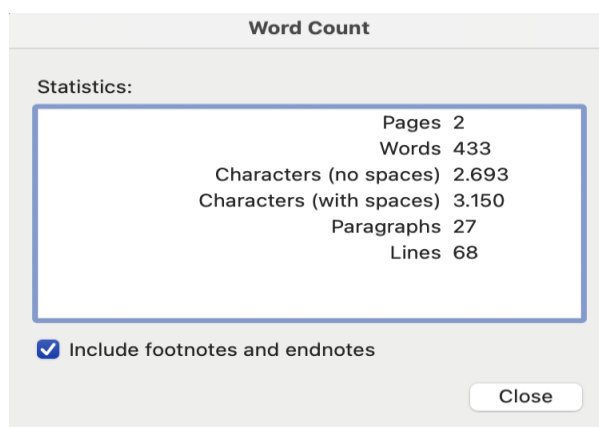 Word Count
Statistics:
Pages 2
Words 433
Characters (no spaces) 2.693
Characters (with spaces) 3.150
Paragraphs 27
Lines 68
Include footnotes and endnotes
Close